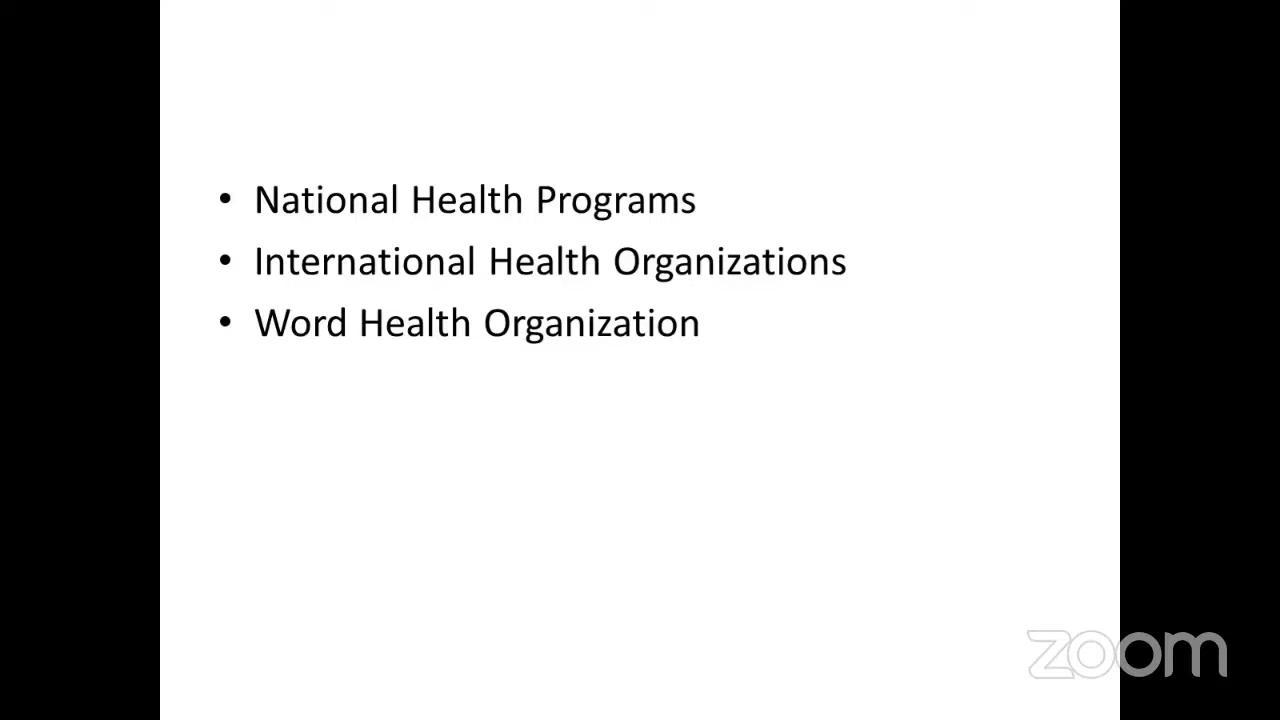 • National Health Programs
• International Health Organizations
• Word Health Organization
zoom